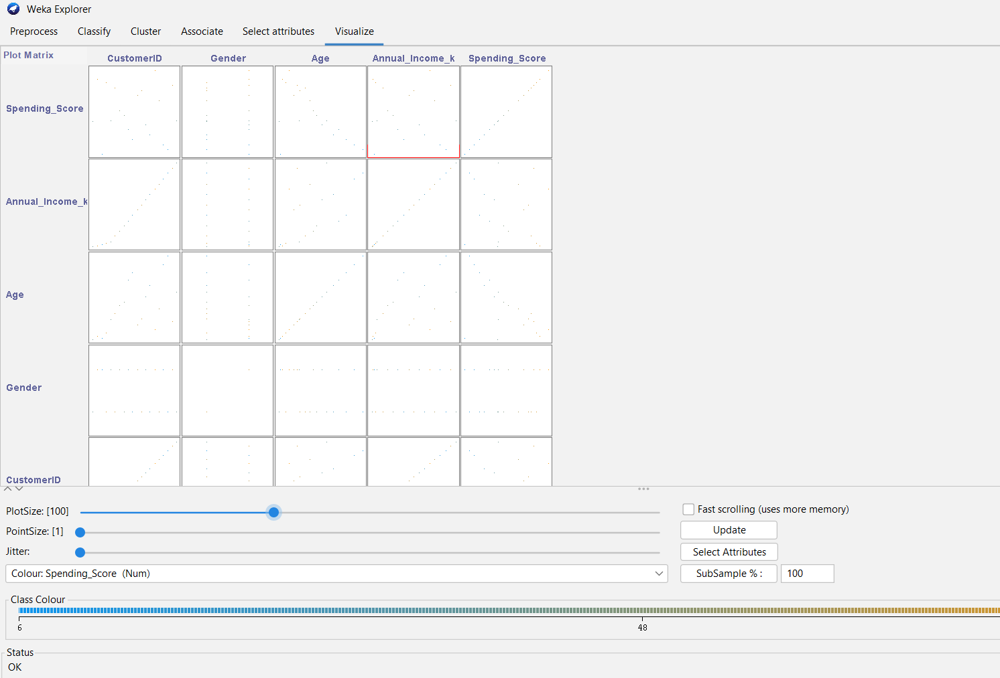 Weka Explorer
Preprocess Classify Cluster Associate Select attributes Visualize
Plot Matrix CustomerID Gender Age Annual_Income_k Spending_Score
Spending_Score
Annual_Income_k
Age
Gender
CustomerID
PlotSize: [100]
Fast scrolling (uses more memory)
PointSize: [1]
Update
Jitter:
Select Attributes
Colour: Spending_Score (Num)
SubSample % : 100
Class Colour
6 48
Status
OK